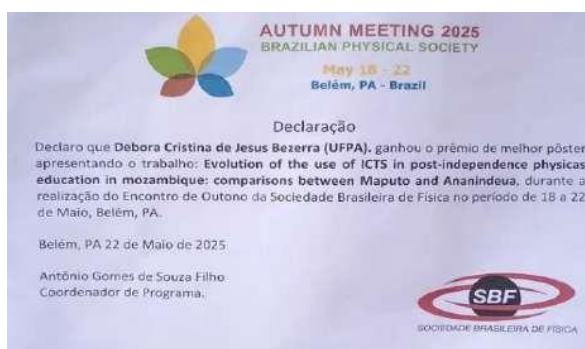 AUTUMN MEETING 2025
BRAZILIAN PHYSICAL SOCIETY
May 18 - 22
Belém, PA - Brazil
Declaração
Declaro que Debora Cristina de Jesus Bezerra (UFPA). ganhou o prêmio de melhor pôster
apresentando o trabalho: Evolution of the use of ICTS in post-independence physicas
education in mozambique: comparisons between Maputo and Ananindeua, durante a
realização do Encontro de Outono da Sociedade Brasileira de Física no período de 18 a 22
de Maio, Belém, PA.
Belém, PA 22 de Maio de 2025
Antônio Gomes de Souza Filho
Coordenador de Programa.
SBF
SOCIEDADE BRASILEIRA DE FÍSICA